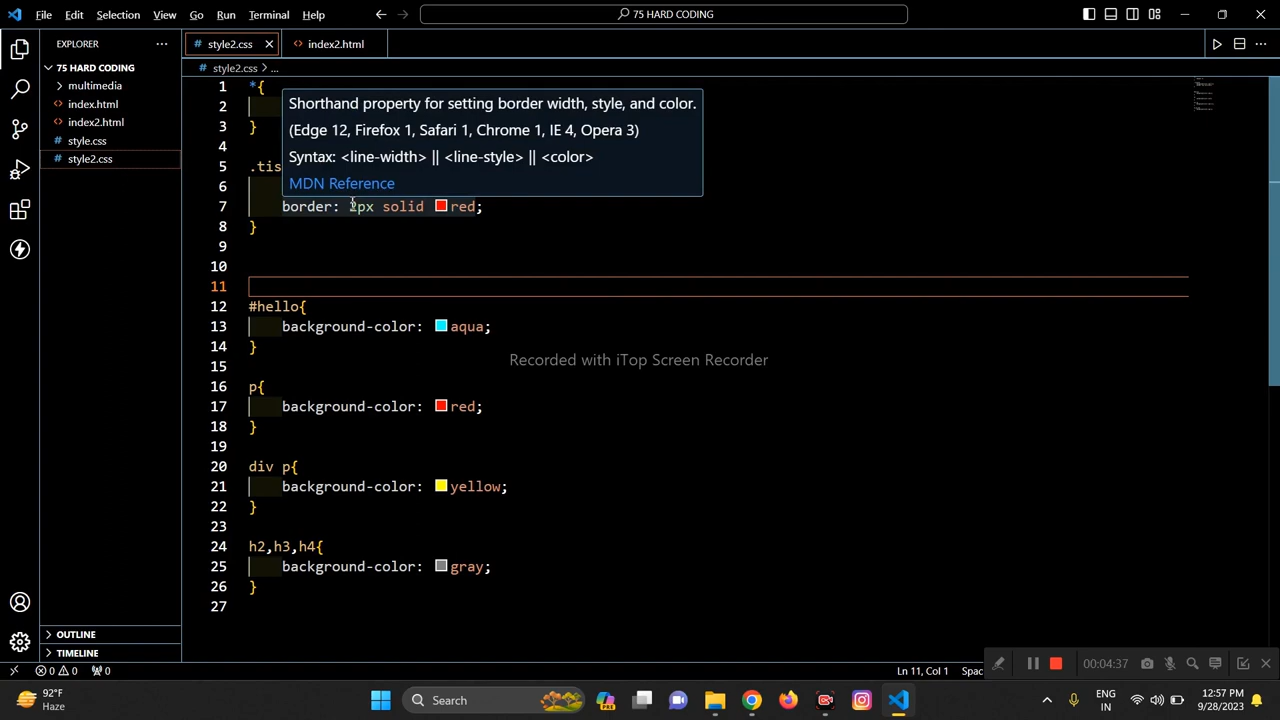 File Edit Selection View Go Run Terminal Help
75 HARD CODING
EXPLORER
75 HARD CODING
multimedia
index.html
index2.html
style.css
style2.css
OUTLINE
TIMELINE
# style2.css
<> index2.html
# style2.css > ...
1 *{
2
3 }
4
5 .tis
6
7 border: 2px solid red;
8 }
9
10
11
12 #hello{
13 background-color: aqua;
14 }
15
16 p{
17 background-color: red;
18 }
19
20 div p{
21 background-color: yellow;
22 }
23
24 h2,h3,h4{
25 background-color: gray;
26 }
27
Shorthand property for setting border width, style, and color.
(Edge 12, Firefox 1, Safari 1, Chrome 1, IE 4, Opera 3)
Syntax: <line-width> || <line-style> || <color>
MDN Reference
Recorded with iTop Screen Recorder
00:04:37
0 0 0
Ln 11, Col 1 Spac
92°F
Haze
Search
PRE
ENG
IN
12:57 PM
9/28/2023